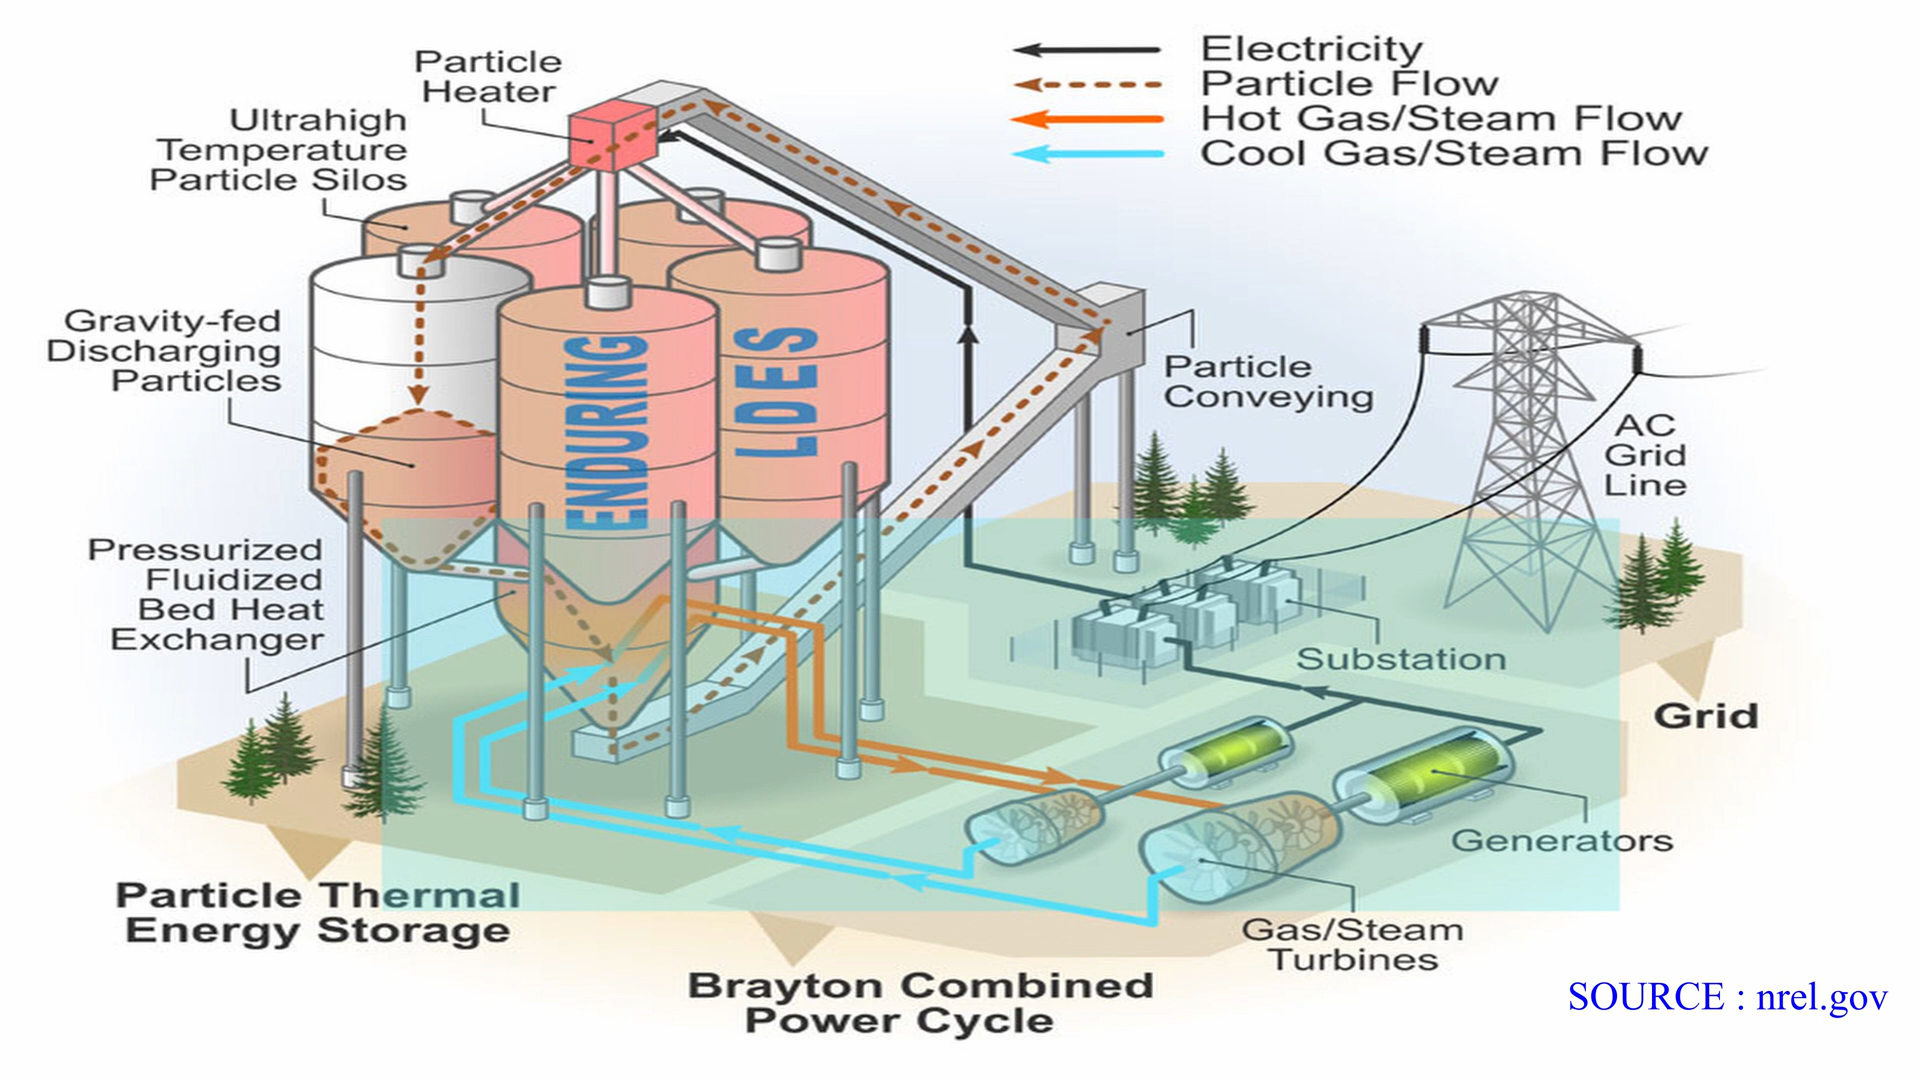 Particle
Heater
Electricity
Particle Flow
Hot Gas/Steam Flow
Cool Gas/Steam Flow
Ultrahigh
Temperature
Particle Silos
Gravity-fed
Discharging
Particles
ENDURING
LDES
Particle
Conveying
AC
Grid
Line
Pressurized
Fluidized
Bed Heat
Exchanger
Substation
Grid
Generators
Particle Thermal
Energy Storage
Gas/Steam
Turbines
Brayton Combined
Power Cycle
SOURCE : nrel.gov